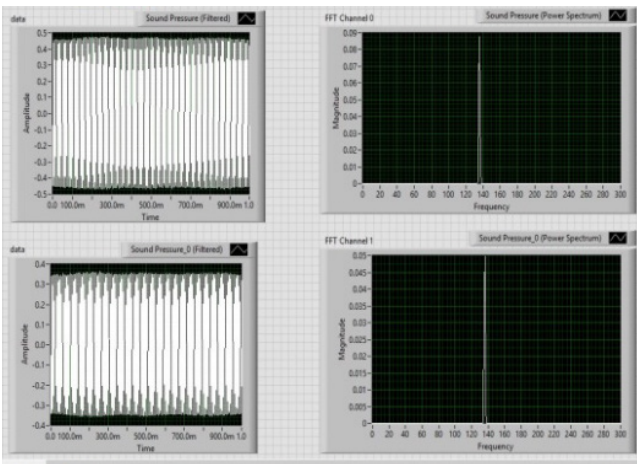 data
Sound Pressure (Filtered)
0.5
0.4
0.3
0.2
0.1
0.0
-0.1
-0.2
-0.3
-0.4
-0.5
Amplitude
0.0 100.0m 300.0m 500.0m 700.0m 900.0m 1.0
Time
FFT Channel 0
Sound Pressure (Power Spectrum)
0.09
0.08
0.07
0.06
0.05
0.04
0.03
0.02
0.01
0
Magnitude
0 20 40 60 80 100 120 140 160 180 200 220 240 260 280 300
Frequency
data
Sound Pressure_0 (Filtered)
0.4
0.3
0.2
0.1
0.0
-0.1
-0.2
-0.3
-0.4
Amplitude
0.0 100.0m 300.0m 500.0m 700.0m 900.0m 1.0
Time
FFT Channel 1
Sound Pressure_0 (Power Spectrum)
0.05
0.045
0.04
0.035
0.03
0.025
0.02
0.015
0.01
0.005
0
Magnitude
0 20 40 60 80 100 120 140 160 180 200 220 240 260 280 300
Frequency